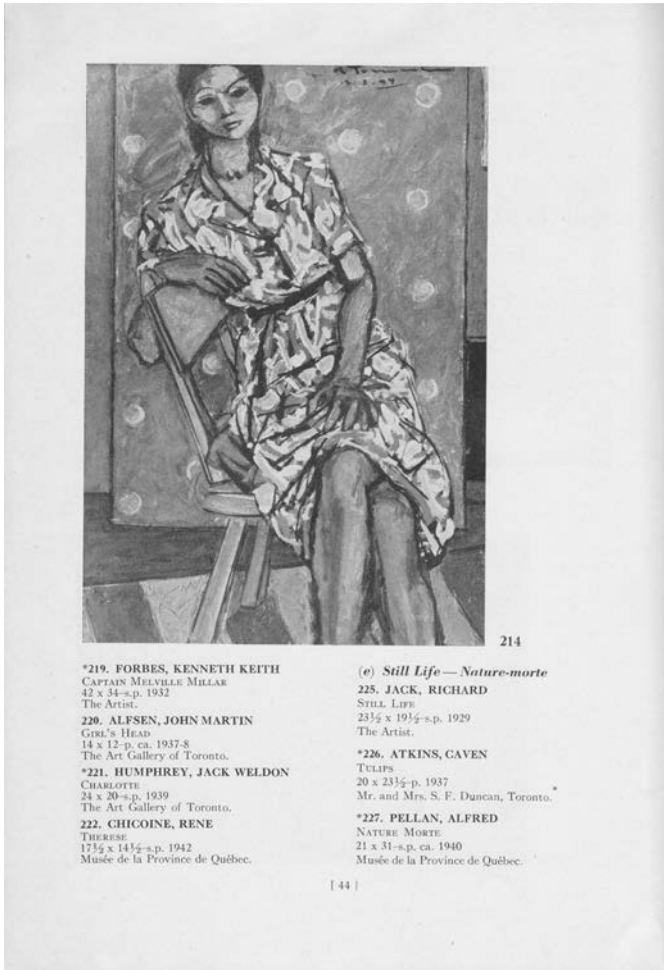 214
*219. FORBES, KENNETH KEITH
CAPTAIN MELVILLE MILLAR
42 x 34–s.p. 1932
The Artist.
220. ALFSEN, JOHN MARTIN
GIRL'S HEAD
14 x 12–p. ca. 1937-8
The Art Gallery of Toronto.
*221. HUMPHREY, JACK WELDON
CHARLOTTE
24 x 20–s.p. 1939
The Art Gallery of Toronto.
222. CHICOINE, RENE
THERESE
17½ x 14½–s.p. 1942
Musée de la Province de Québec.
(e) Still Life — Nature-morte
225. JACK, RICHARD
STILL LIFE
23½ x 19½–s.p. 1929
The Artist.
*226. ATKINS, CAVEN
TULIPS
20 x 23½–p. 1937
Mr. and Mrs. S. F. Duncan, Toronto.
*227. PELLAN, ALFRED
NATURE MORTE
21 x 31–s.p. ca. 1940
Musée de la Province de Québec.
[ 44 ]